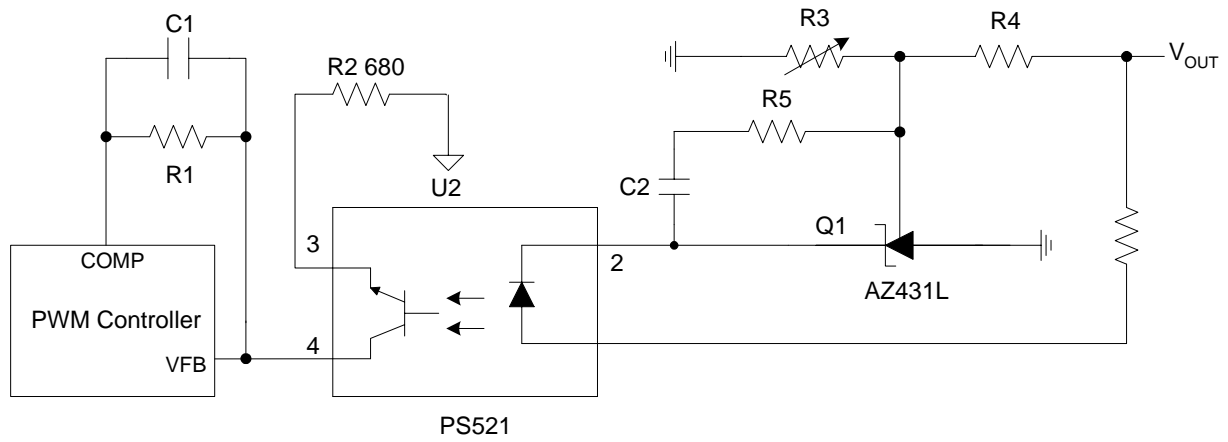 C1
R3
R4
R2 680
V_OUT
R5
R1
C2
U2
Q1
3
2
COMP
AZ431L
PWM Controller
4
VFB
PS521